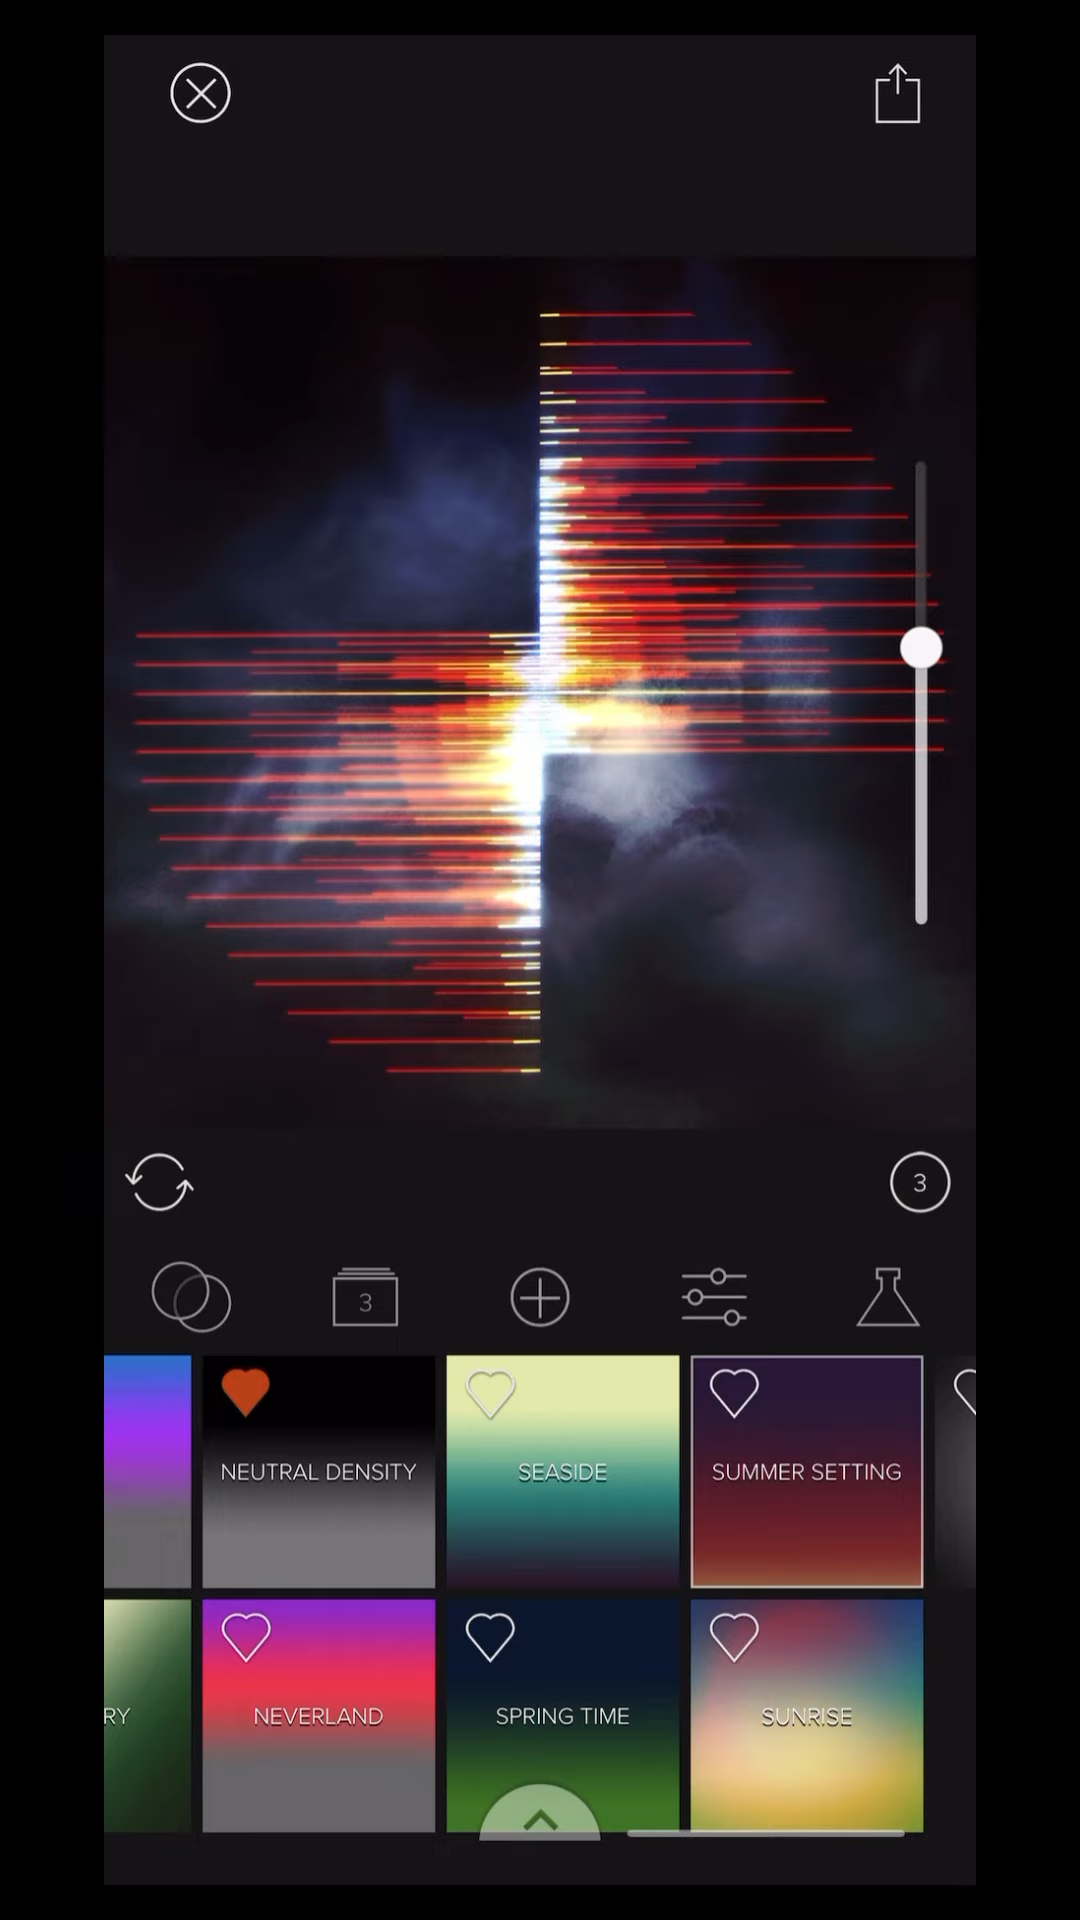 3
3
NEUTRAL DENSITY
SEASIDE
SUMMER SETTING
RY
NEVERLAND
SPRING TIME
SUNRISE